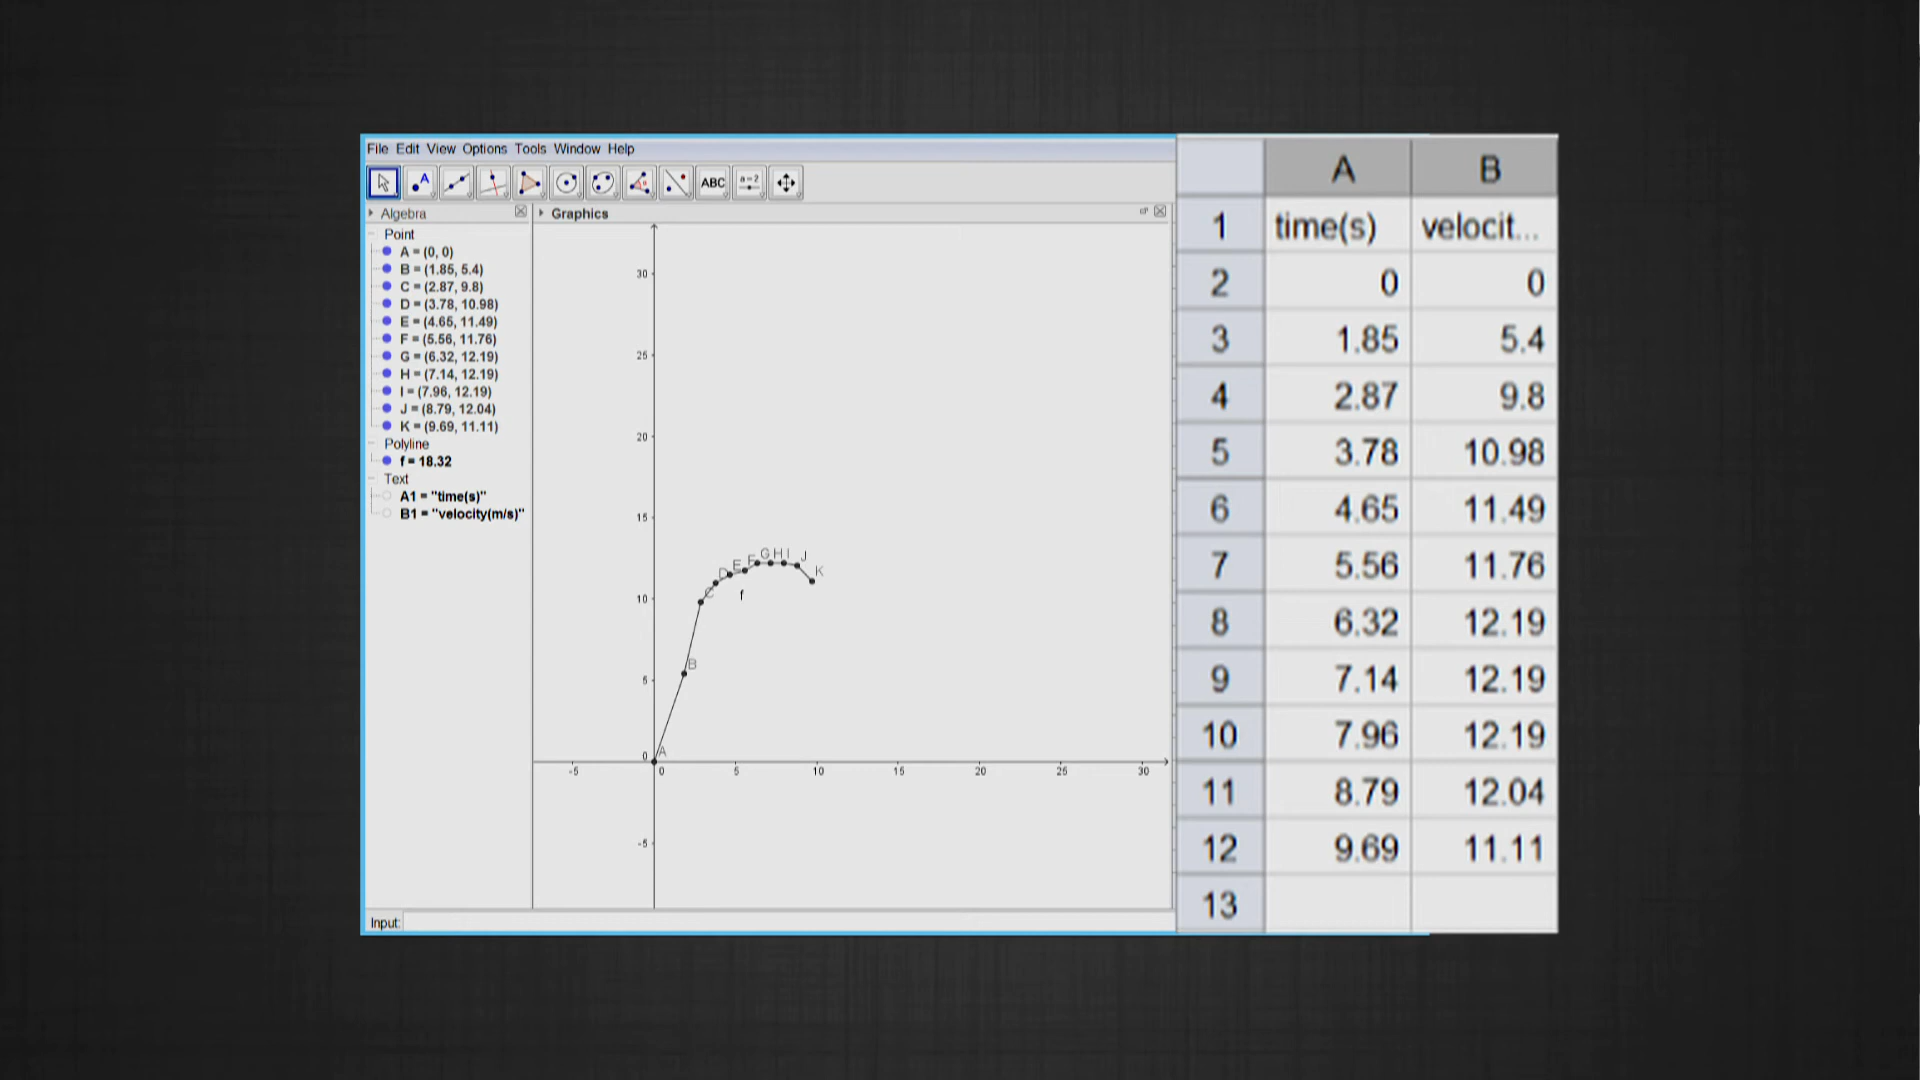 File Edit View Options Tools Window Help
A ABC a=2
Algebra
Graphics
Point
A = (0, 0)
B = (1.85, 5.4)
C = (2.87, 9.8)
D = (3.78, 10.98)
E = (4.65, 11.49)
F = (5.56, 11.76)
G = (6.32, 12.19)
H = (7.14, 12.19)
I = (7.96, 12.19)
J = (8.79, 12.04)
K = (9.69, 11.11)
Polyline
f = 18.32
Text
A1 = "time(s)"
B1 = "velocity(m/s)"
30
25
20
15
10
5
0
-5
-5 0 5 10 15 20 25 30
A B C D E F G H I J K
f
Input:
A B
1 time(s) velocit...
2 0 0
3 1.85 5.4
4 2.87 9.8
5 3.78 10.98
6 4.65 11.49
7 5.56 11.76
8 6.32 12.19
9 7.14 12.19
10 7.96 12.19
11 8.79 12.04
12 9.69 11.11
13